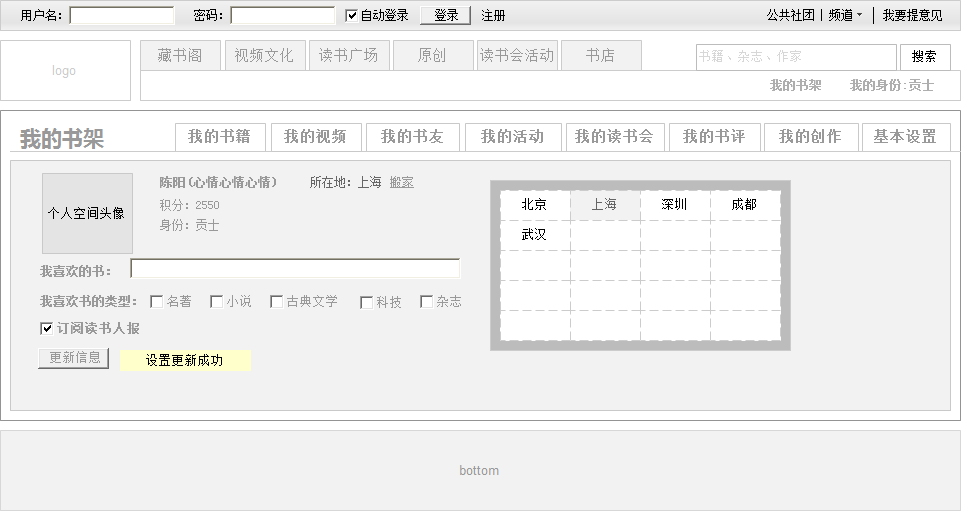 用户名： 密码： 自动登录 登录 注册 公共社团 | 频道 | 我要提意见
logo
藏书阁 视频文化 读书广场 原创 读书会活动 书店 书籍、杂志、作家 搜索
我的书架 我的身份:贡士
我的书架 我的书籍 我的视频 我的书友 我的活动 我的读书会 我的书评 我的创作 基本设置
个人空间头像
陈阳(心情心情心情) 所在地：上海 搬家
积分：2550
身份：贡士
我喜欢的书：
我喜欢书的类型： 名著 小说 古典文学 科技 杂志
订阅读书人报
更新信息 设置更新成功
北京 上海 深圳 成都
武汉
bottom